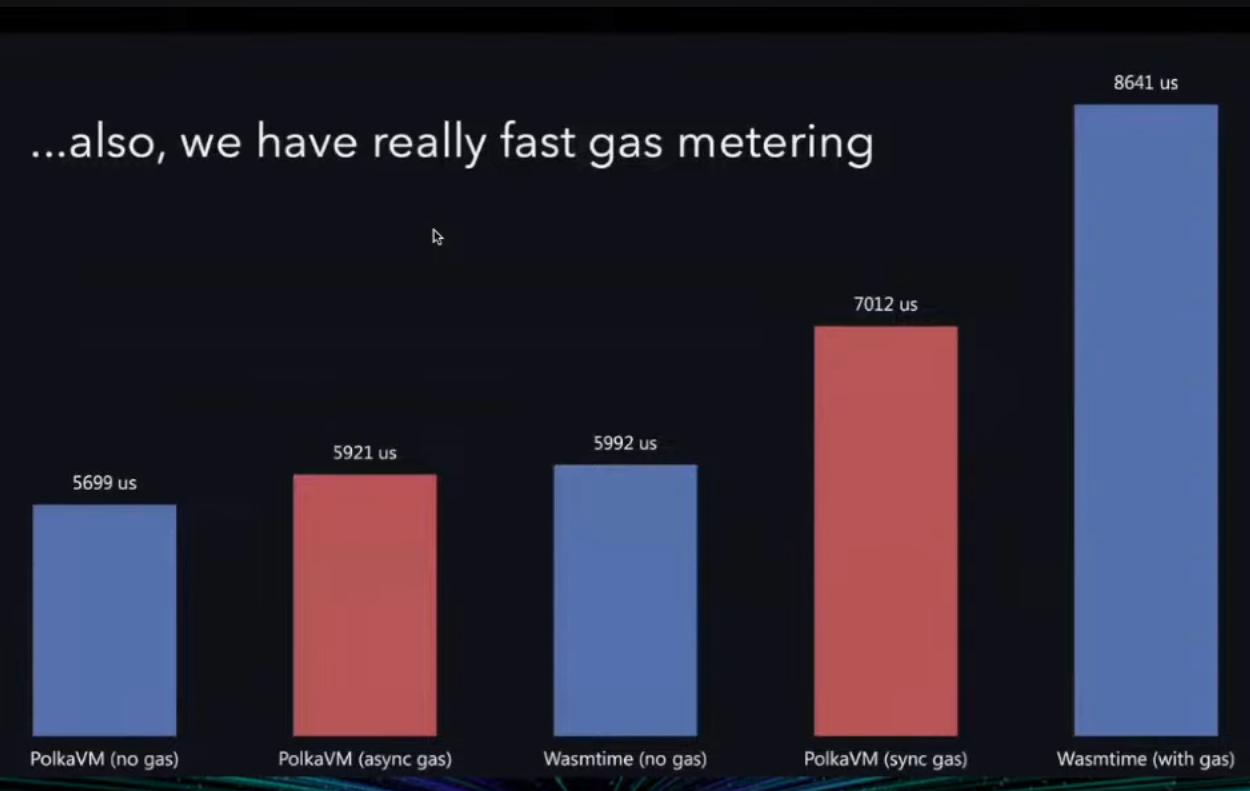 ...also, we have really fast gas metering
5699 us
5921 us
5992 us
7012 us
8641 us
PolkaVM (no gas)
PolkaVM (async gas)
Wasmtime (no gas)
PolkaVM (sync gas)
Wasmtime (with gas)